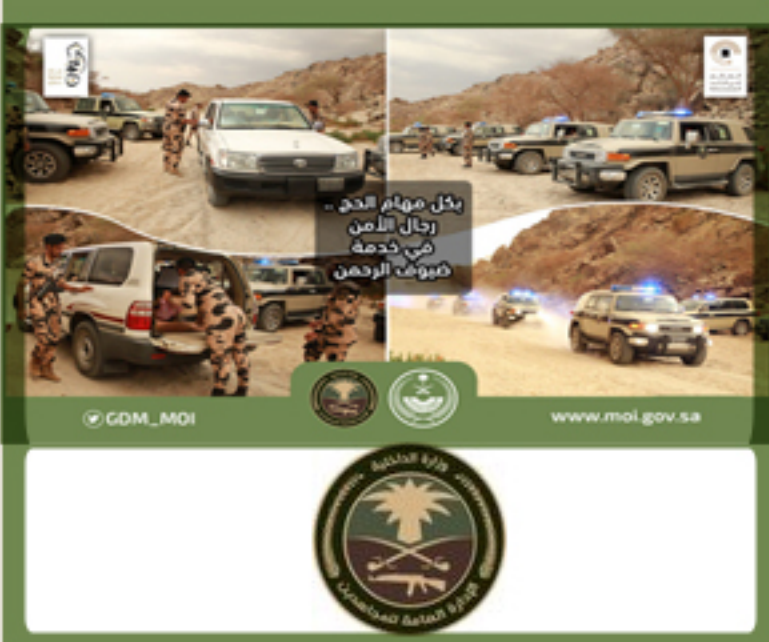 بكل مهام الحج ..
رجال الأمن
في خدمة
ضيوف الرحمن
GDM_MOI
www.moi.gov.sa
وزارة الداخلية
الإدارة العامة للمجاهدين